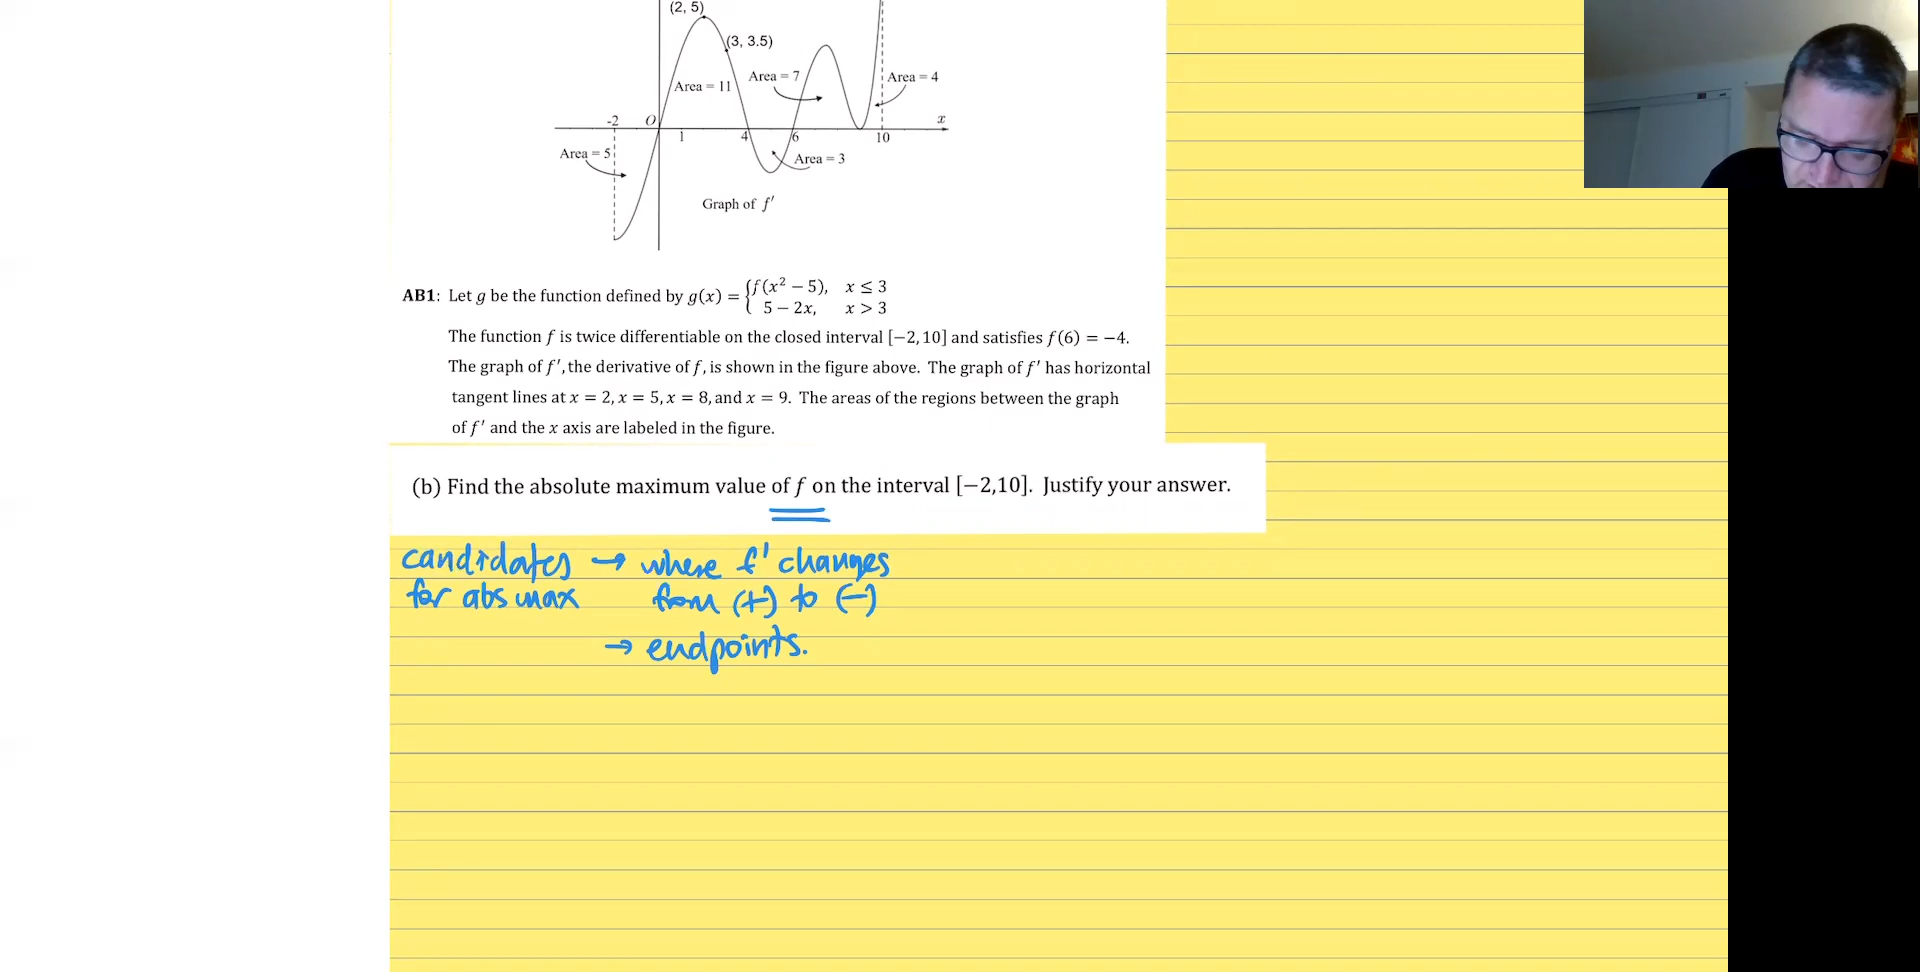 (2, 5)
(3, 3.5)
Area = 7
Area = 4
Area = 11
-2 O x
1 4 6 10
Area = 5
Area = 3
Graph of f′
AB1: Let g be the function defined by g(x) = { f(x² − 5), x ≤ 3
5 − 2x, x > 3
The function f is twice differentiable on the closed interval [−2, 10] and satisfies f(6) = −4.
The graph of f′, the derivative of f, is shown in the figure above. The graph of f′ has horizontal
tangent lines at x = 2, x = 5, x = 8, and x = 9. The areas of the regions between the graph
of f′ and the x axis are labeled in the figure.
(b) Find the absolute maximum value of f on the interval [−2,10]. Justify your answer.
candidates → where f' changes
for abs max from (+) to (−)
→ endpoints.